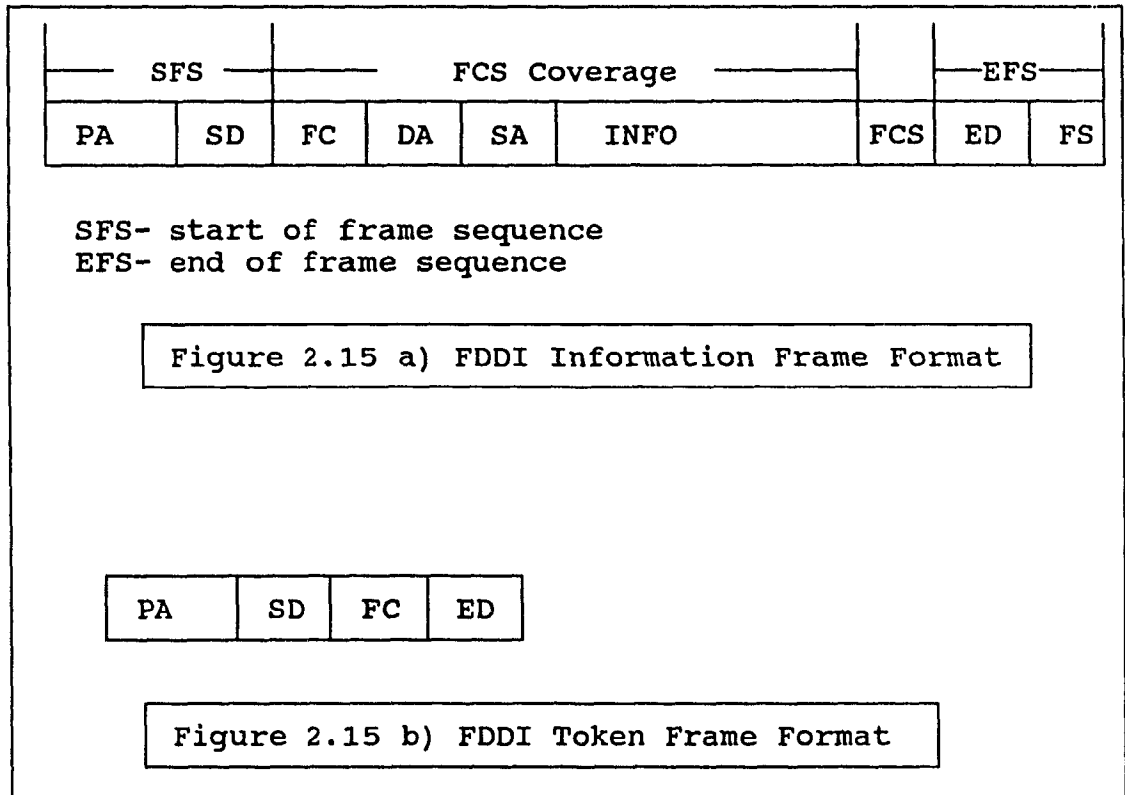 SFS FCS Coverage EFS
PA SD FC DA SA INFO FCS ED FS
SFS- start of frame sequence
EFS- end of frame sequence
Figure 2.15 a) FDDI Information Frame Format
PA SD FC ED
Figure 2.15 b) FDDI Token Frame Format